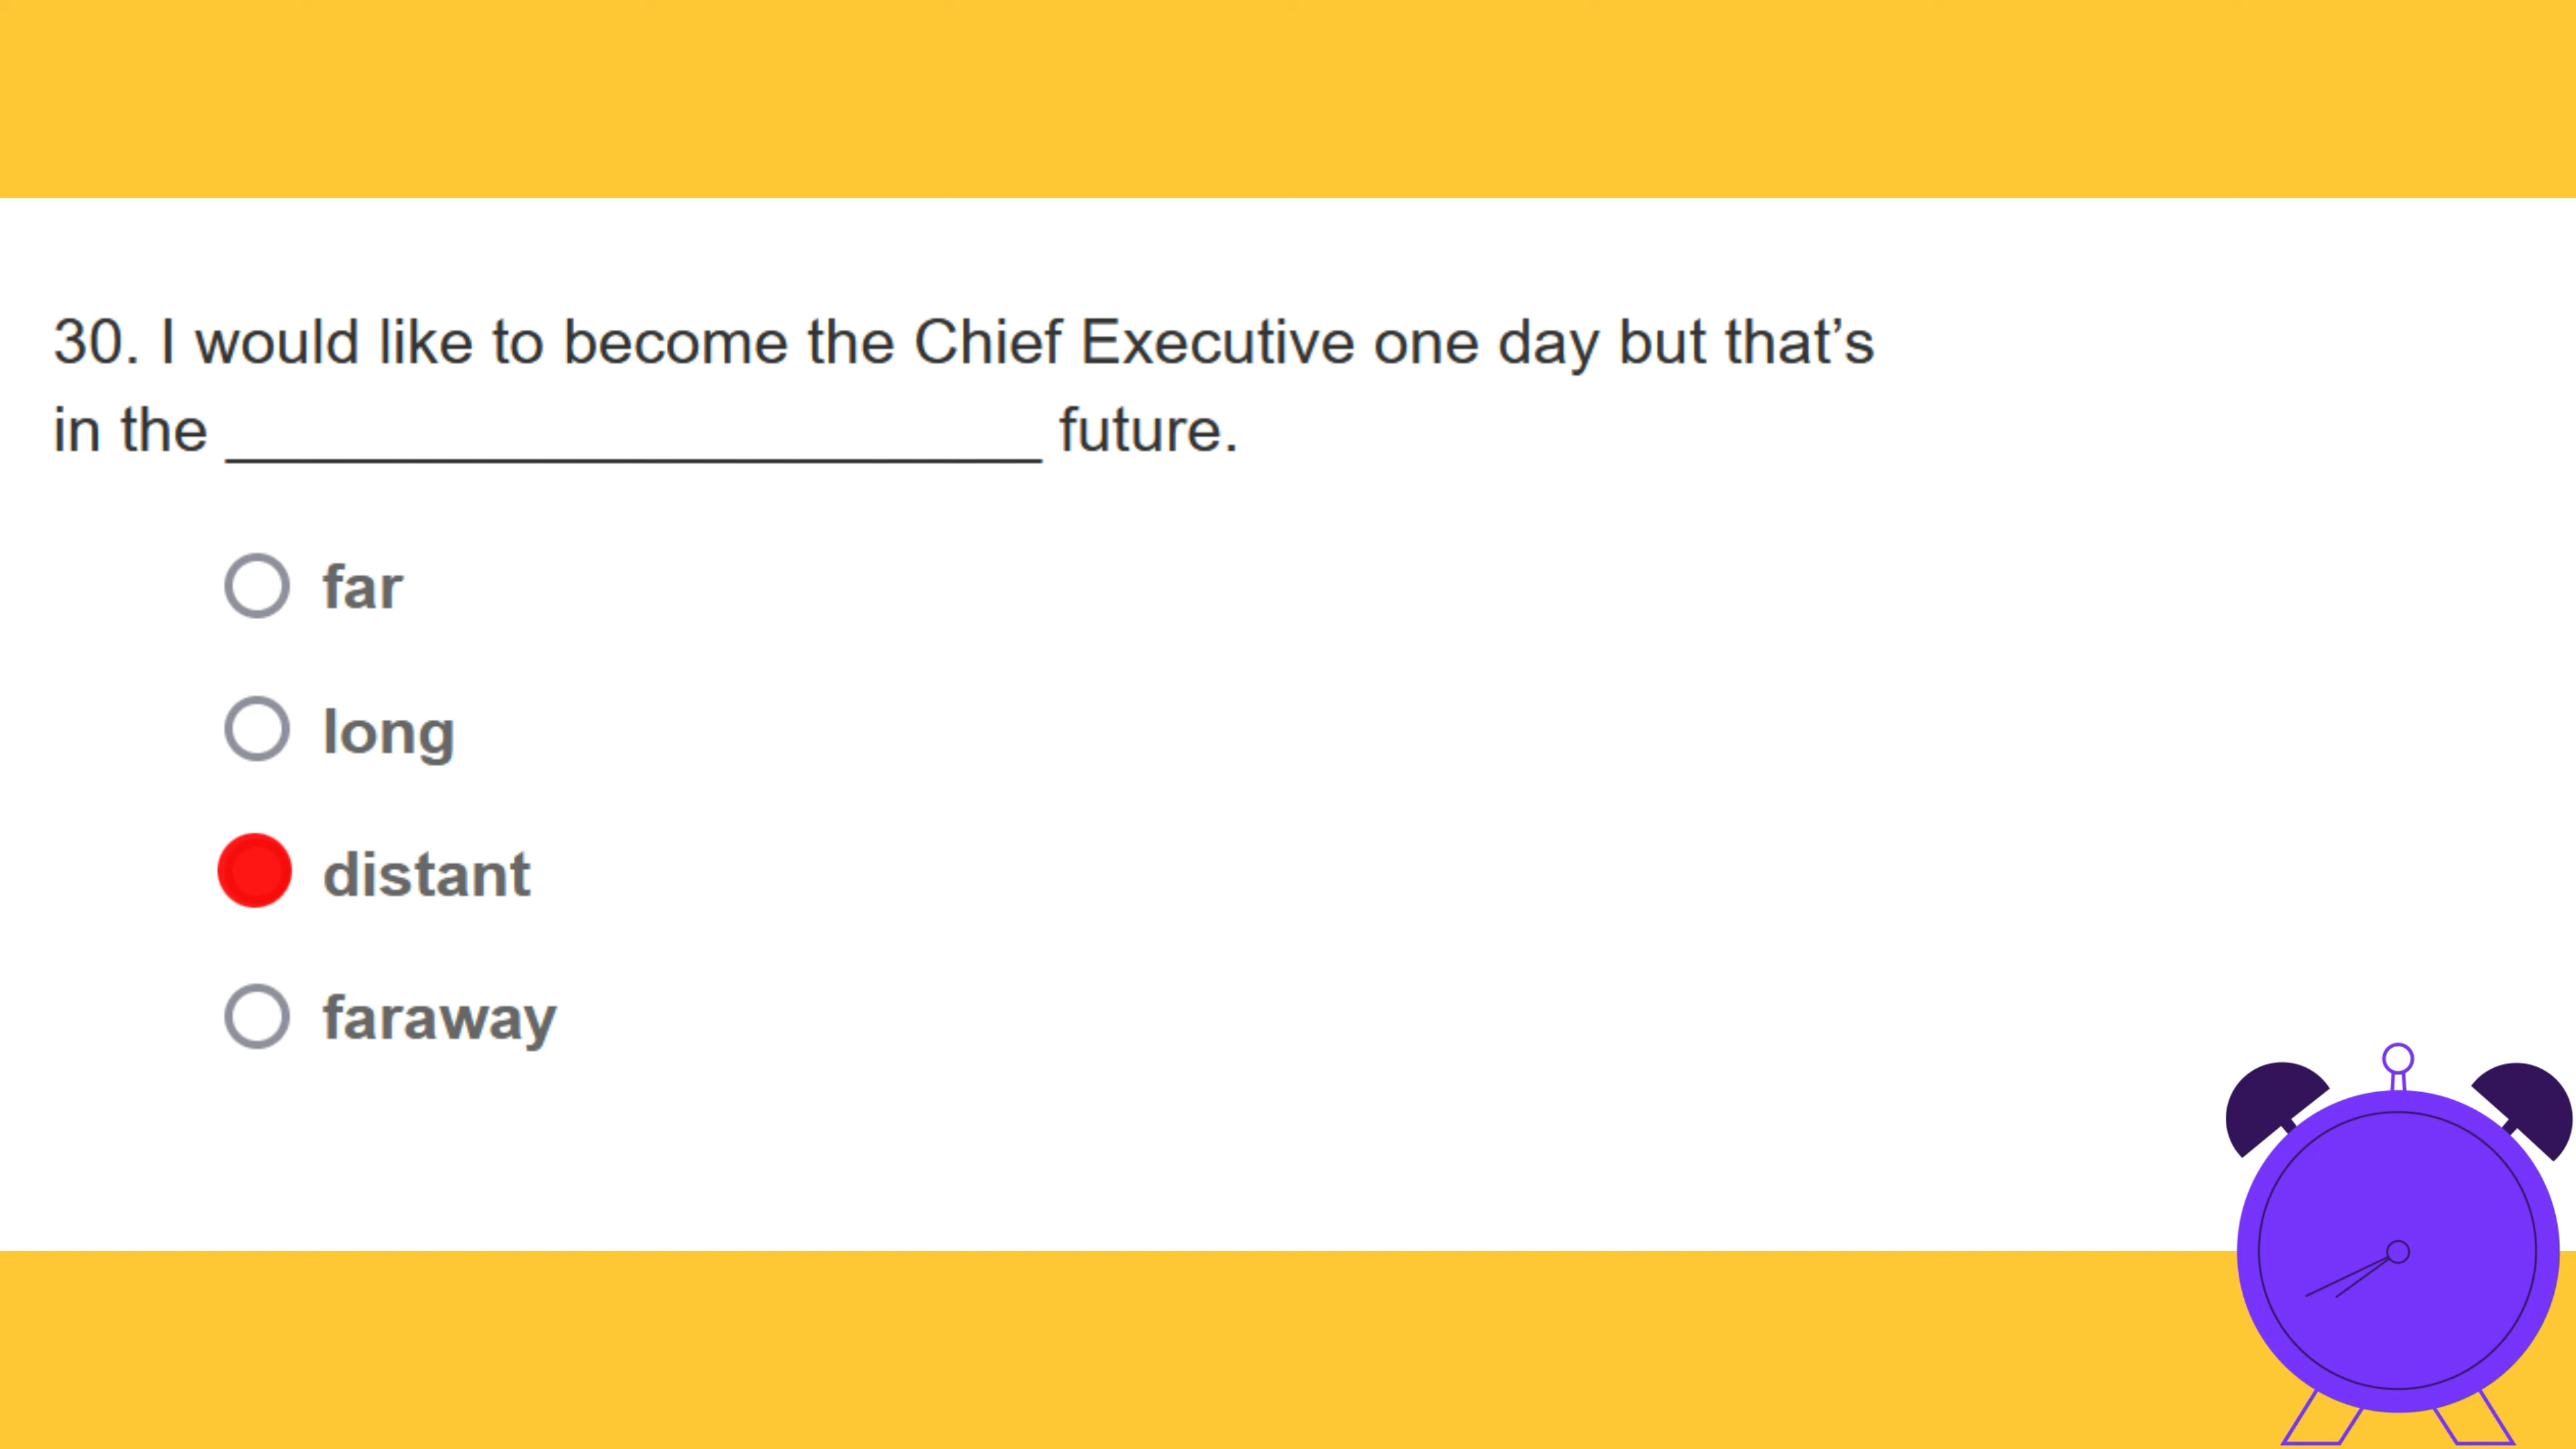 30. I would like to become the Chief Executive one day but that’s
in the _________________________ future.
far
long
distant
faraway